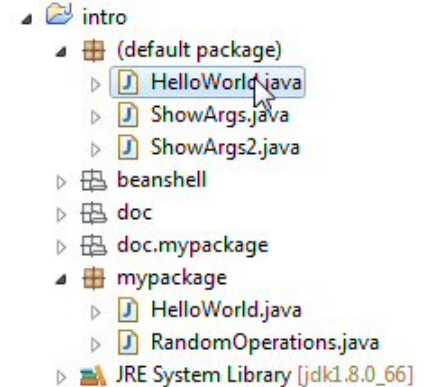 intro
(default package)
HelloWorld.java
ShowArgs.java
ShowArgs2.java
beanshell
doc
doc.mypackage
mypackage
HelloWorld.java
RandomOperations.java
JRE System Library [jdk1.8.0_66]